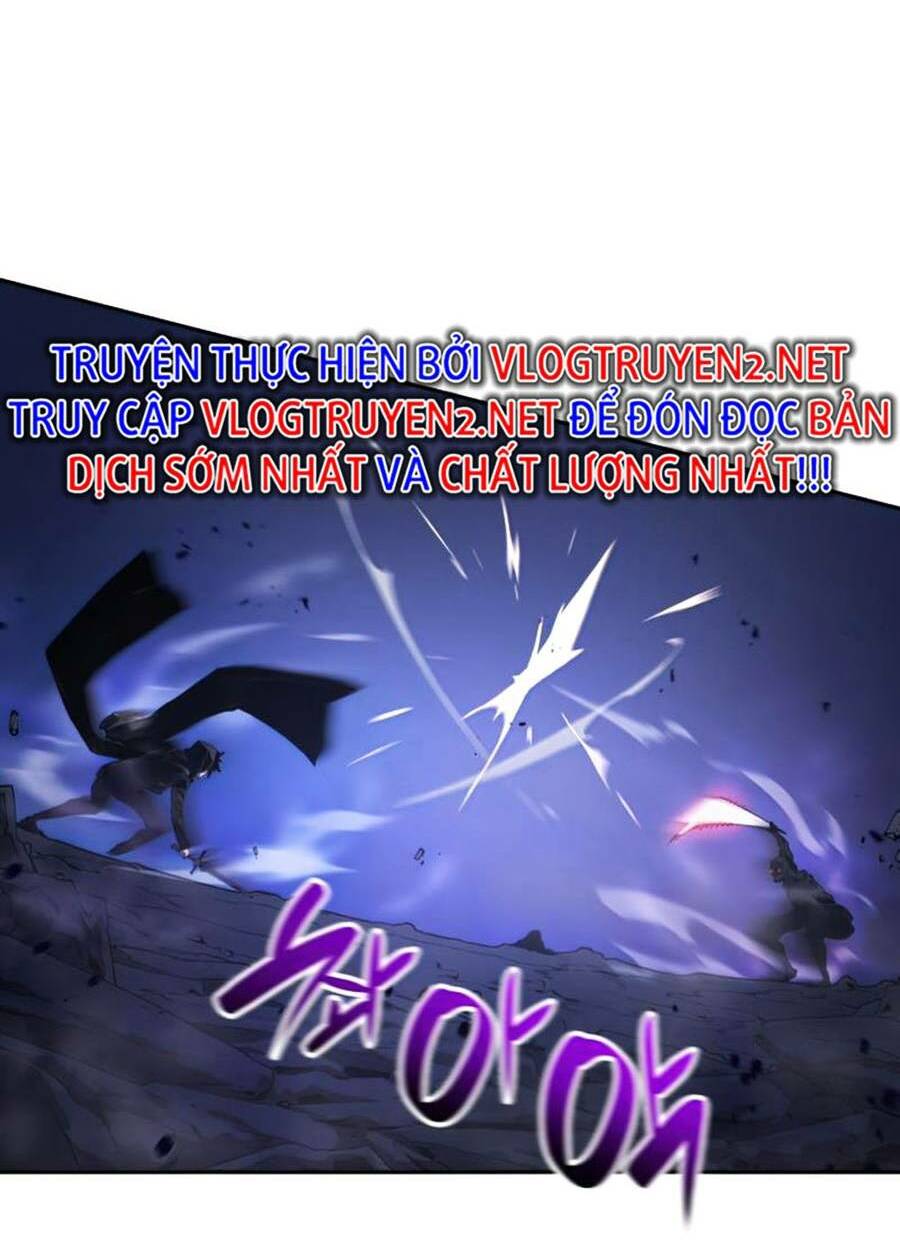 TRUYỆN THỰC HIỆN BỞI VLOGTRUYEN2.NET
TRUY CẬP VLOGTRUYEN2.NET ĐỂ ĐÓN ĐỌC BẢN
DỊCH SỚM NHẤT VÀ CHẤT LƯỢNG NHẤT!!!
촤아아